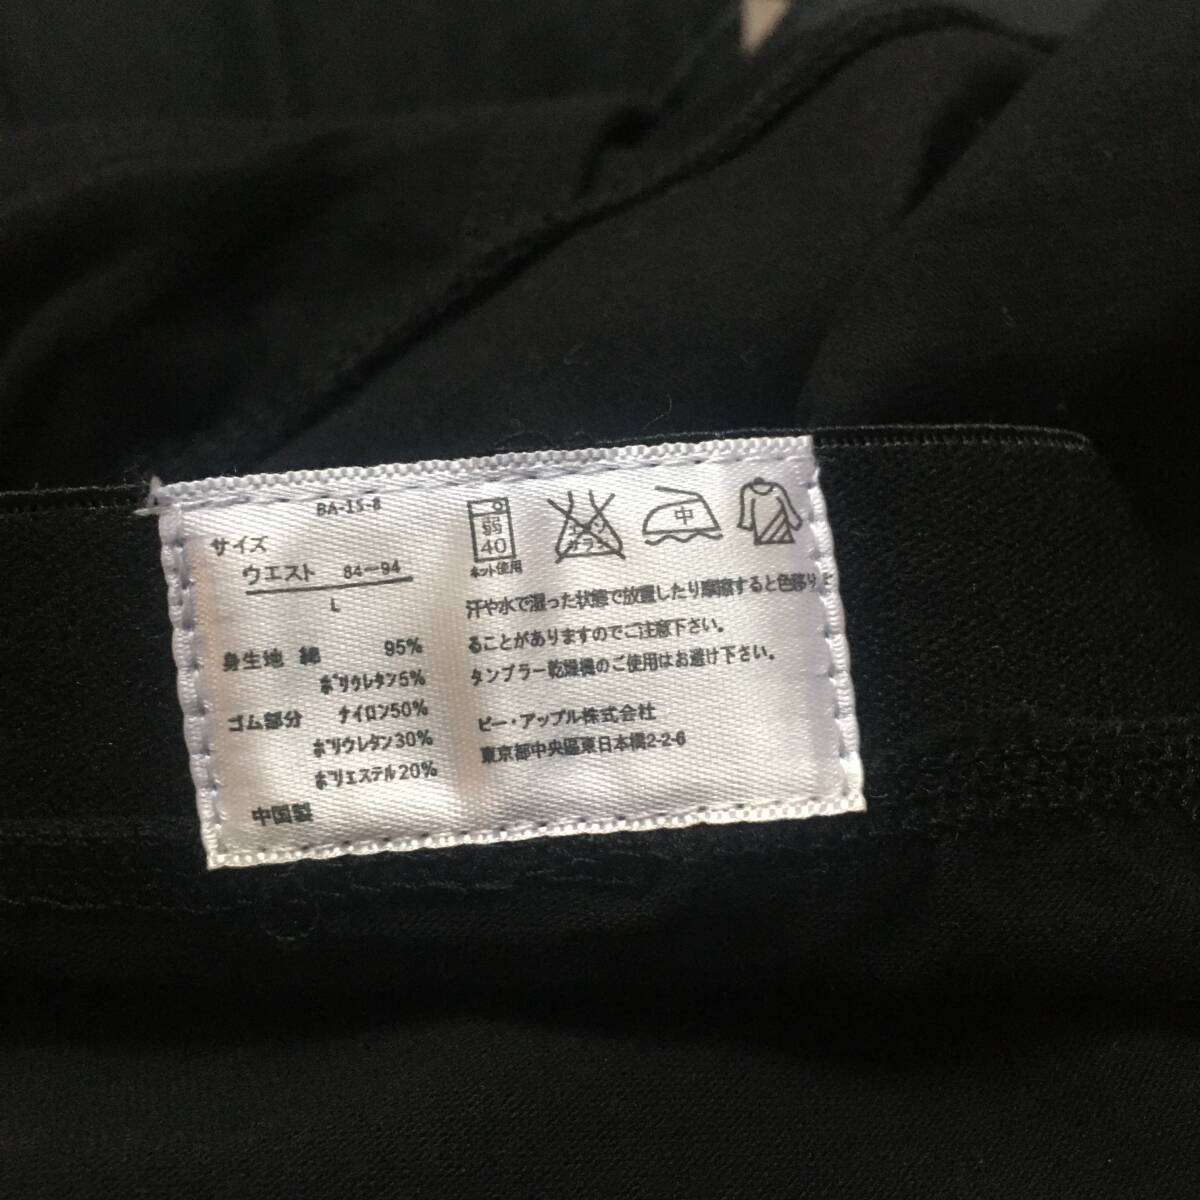 BA-15-8
サイズ
ウエスト 84-94
L
身生地 綿 95%
ポリウレタン5%
ゴム部分 ナイロン50%
ポリウレタン30%
ポリエステル20%
中国製
弱
40
ネット使用
中
汗や水で湿った状態で放置したり摩擦すると色移りす
ることがありますのでご注意下さい。
タンブラー乾燥機のご使用はお避け下さい。
ビー・アップル株式会社
東京都中央區東日本橋2-2-6